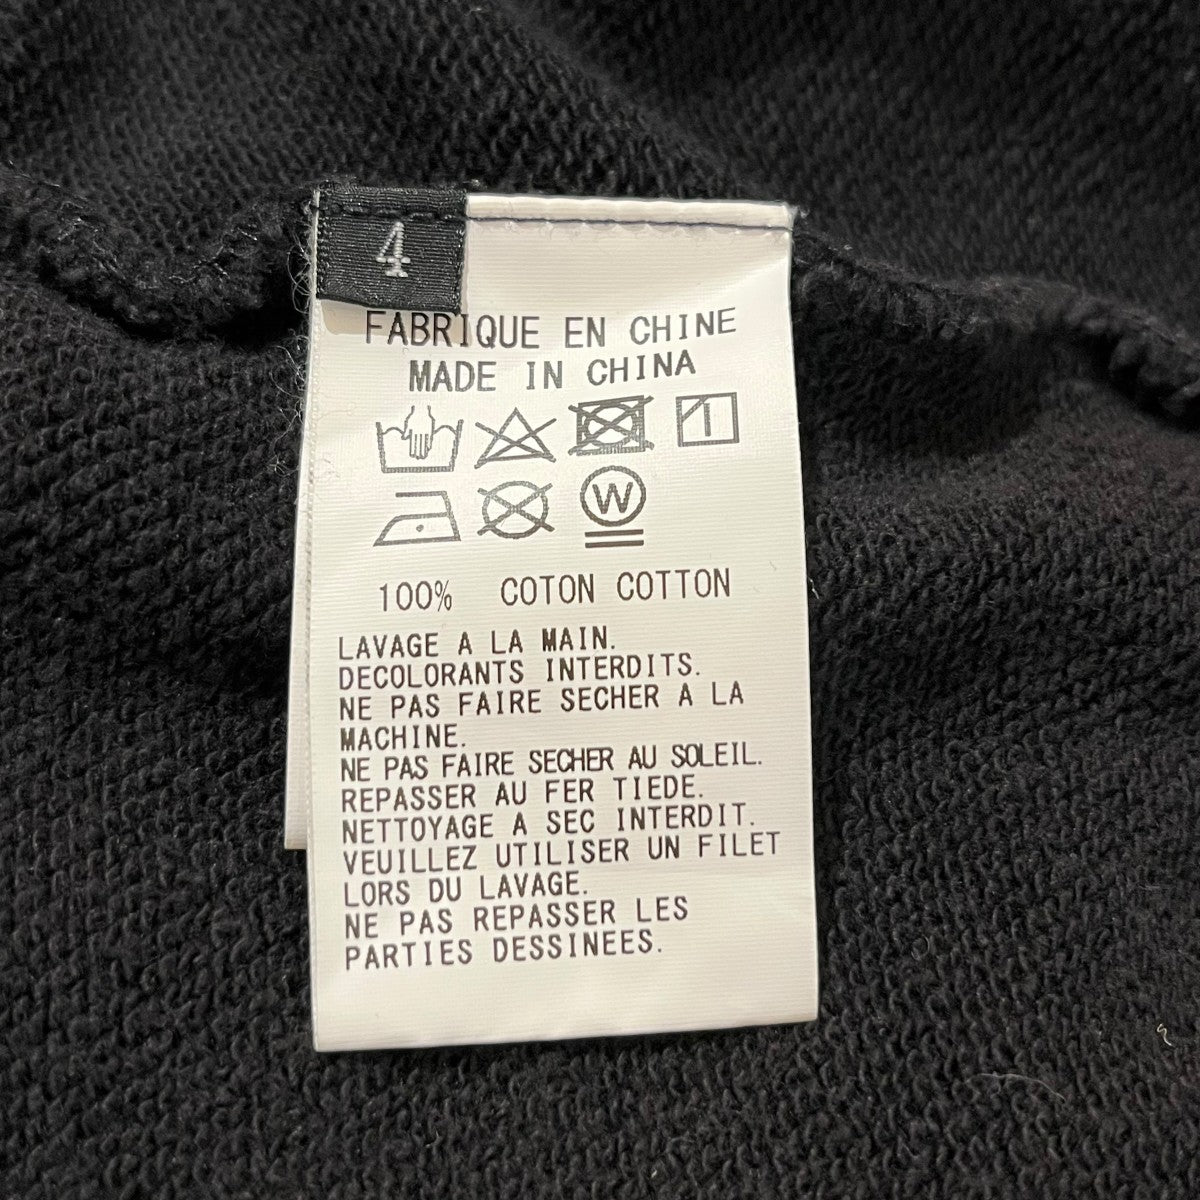 4
FABRIQUE EN CHINE
MADE IN CHINA
W
100% COTON COTTON
LAVAGE A LA MAIN.
DECOLORANTS INTERDITS.
NE PAS FAIRE SECHER A LA
MACHINE.
NE PAS FAIRE SECHER AU SOLEIL.
REPASSER AU FER TIEDE.
NETTOYAGE A SEC INTERDIT.
VEUILLEZ UTILISER UN FILET
LORS DU LAVAGE.
NE PAS REPASSER LES
PARTIES DESSINEES.